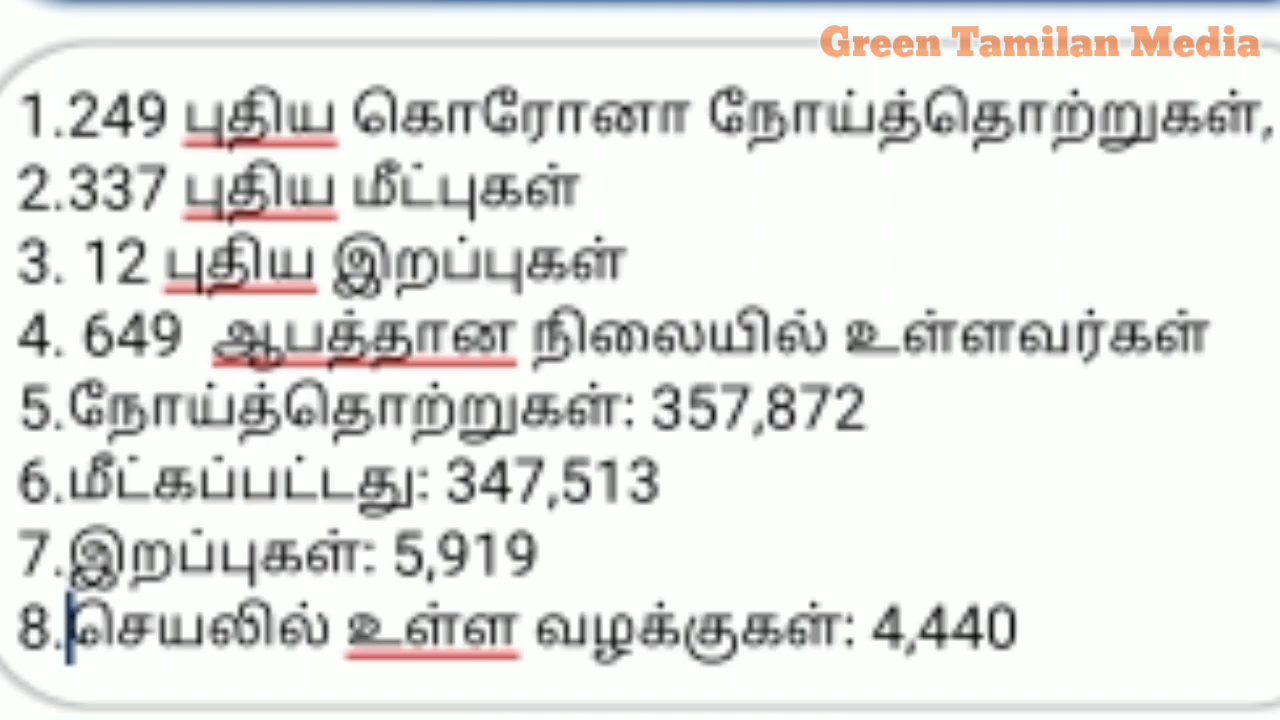 Green Tamilan Media
1.249 புதிய கொரோனா நோய்த்தொற்றுகள்,
2.337 புதிய மீட்புகள்
3. 12 புதிய இறப்புகள்
4. 649 ஆபத்தான நிலையில் உள்ளவர்கள்
5.நோய்த்தொற்றுகள்: 357,872
6.மீட்கப்பட்டது: 347,513
7.இறப்புகள்: 5,919
8.செயலில் உள்ள வழக்குகள்: 4,440